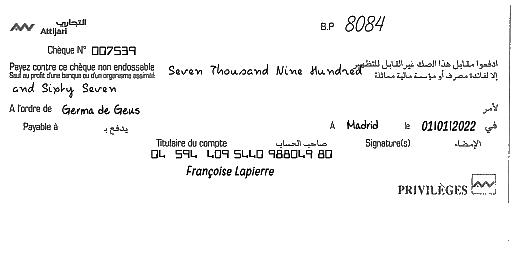 التجاري
Attijari
B.P 8084
Chèque N° 007539
Payez contre ce chèque non endossable
Seven Thousand Nine Hundred
ادفعوا مقابل هذا الصك غير القابل للتظهير
Sauf au profit d'une banque ou d'un organisme assimilé
إلا لفائدة مصرف أو مؤسسة مالية مماثلة
and Sixty Seven
A l'ordre de Germa de Geus
لأمر
Payable à
يدفع بـ
A Madrid le 01/01/2022 في
Titulaire du compte صاحب الحساب
Signature(s) الإمضاء
04 594 409 5440 988049 80
Françoise Lapierre
PRIVILÈGES